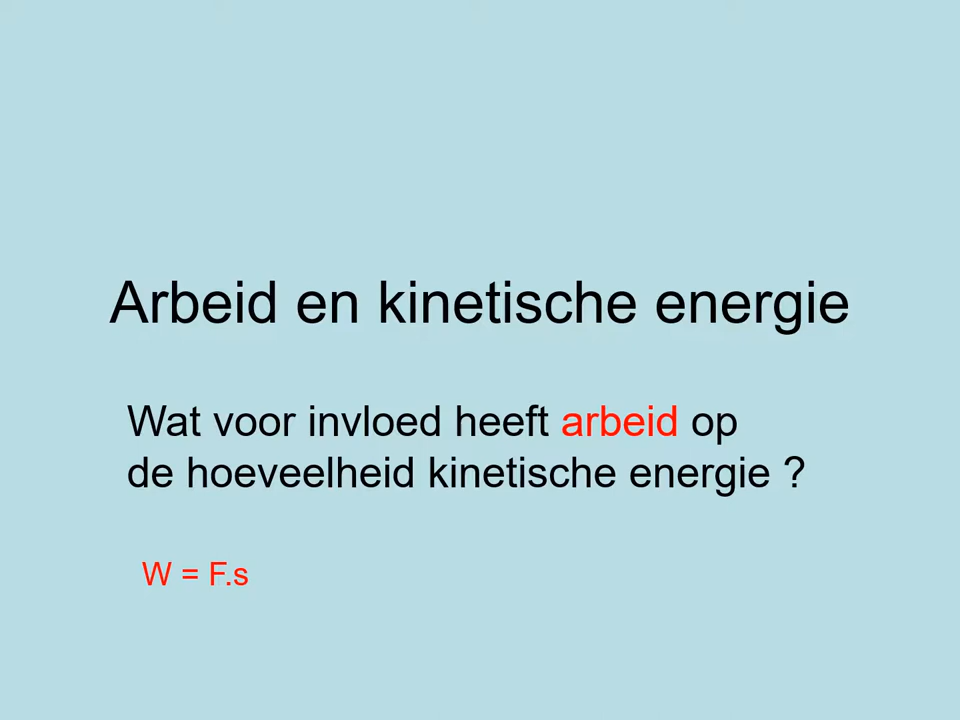 Arbeid en kinetische energie
Wat voor invloed heeft arbeid op
de hoeveelheid kinetische energie ?
W = F.s